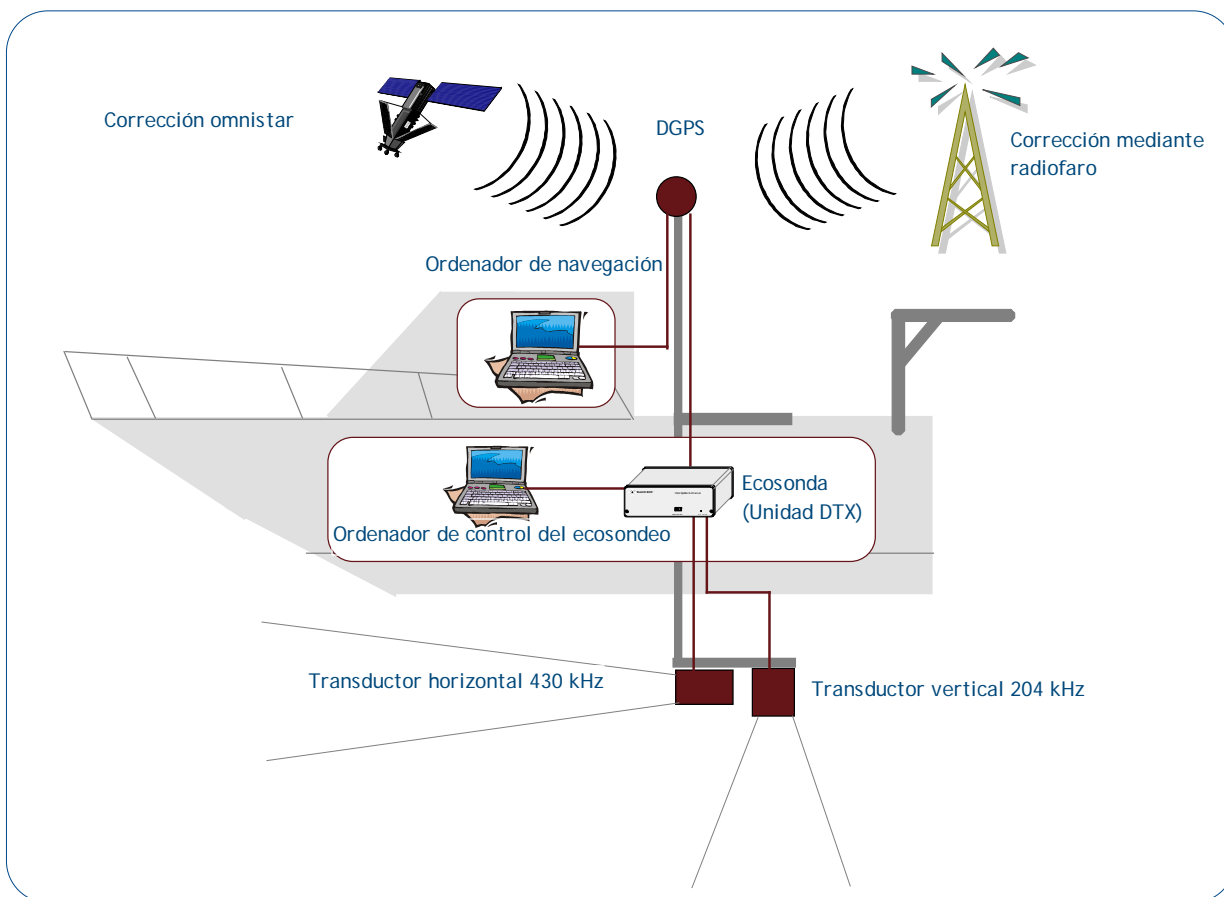 Corrección omnistar
DGPS
Corrección mediante
radiofaro
Ordenador de navegación
Ecosonda
(Unidad DTX)
Ordenador de control del ecosondeo
Transductor horizontal 430 kHz
Transductor vertical 204 kHz